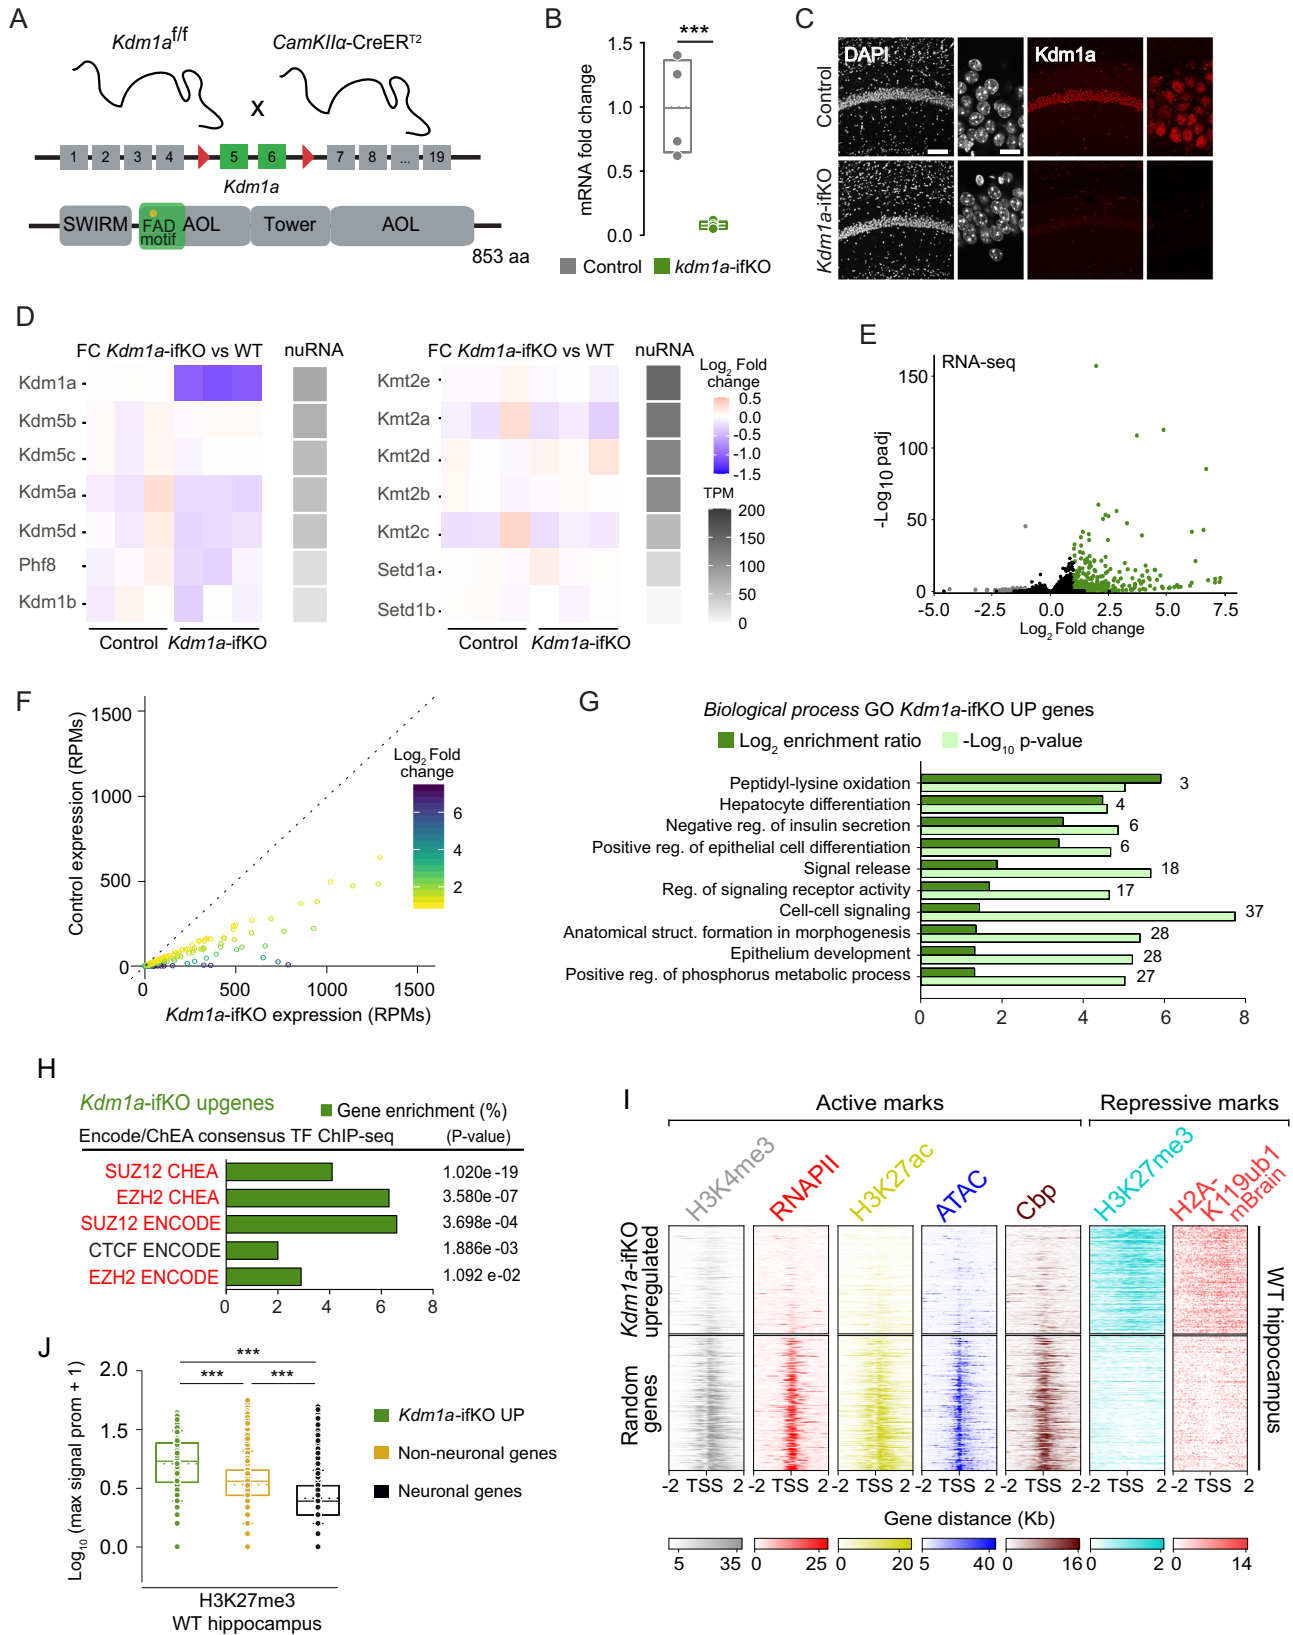 A
Kdm1a f/f
CamKIIα-CreER T2
x
1 2 3 4 5 6 7 8 ... 19
Kdm1a
SWIRM FAD motif AOL Tower AOL
853 aa
B
***
mRNA fold change
1.5
1.0
0.5
0.0
Control kdm1a-ifKO
C
DAPI Kdm1a
Control
Kdm1a-ifKO
D
FC Kdm1a-ifKO vs WT nuRNA
Kdm1a
Kdm5b
Kdm5c
Kdm5a
Kdm5d
Phf8
Kdm1b
Control Kdm1a-ifKO
FC Kdm1a-ifKO vs WT nuRNA
Kmt2e
Kmt2a
Kmt2d
Kmt2b
Kmt2c
Setd1a
Setd1b
Control Kdm1a-ifKO
Log2 Fold change
0.5
0.0
-0.5
-1.0
-1.5
TPM
200
150
100
50
0
E
RNA-seq
-Log10 padj
150
100
50
0
-5.0 -2.5 0.0 2.5 5.0 7.5
Log2 Fold change
F
Control expression (RPMs)
1500
1000
500
0
0 500 1000 1500
Kdm1a-ifKO expression (RPMs)
Log2 Fold change
6
4
2
G
Biological process GO Kdm1a-ifKO UP genes
Log2 enrichment ratio -Log10 p-value
Peptidyl-lysine oxidation 3
Hepatocyte differentiation 4
Negative reg. of insulin secretion 6
Positive reg. of epithelial cell differentiation 6
Signal release 18
Reg. of signaling receptor activity 17
Cell-cell signaling 37
Anatomical struct. formation in morphogenesis 28
Epithelium development 28
Positive reg. of phosphorus metabolic process 27
0 2 4 6 8
H
Kdm1a-ifKO upgenes
Gene enrichment (%)
Encode/ChEA consensus TF ChIP-seq (P-value)
SUZ12 CHEA 1.020e -19
EZH2 CHEA 3.580e -07
SUZ12 ENCODE 3.698e -04
CTCF ENCODE 1.886e -03
EZH2 ENCODE 1.092 e-02
0 2 4 6 8
I
Active marks Repressive marks
H3K4me3
RNAPII
H3K27ac
ATAC
Cbp
H3K27me3
H2A-K119ub1 mBrain
Kdm1a-ifKO upregulated
Random genes
WT hippocampus
-2 TSS 2 -2 TSS 2 -2 TSS 2 -2 TSS 2 -2 TSS 2 -2 TSS 2 -2 TSS 2
Gene distance (Kb)
5 35 0 25 0 20 5 40 0 16 0 2 0 14
J
Log10 (max signal prom + 1)
2.0
1.5
0.5
0.0
***
*** ***
Kdm1a-ifKO UP
Non-neuronal genes
Neuronal genes
H3K27me3
WT hippocampus